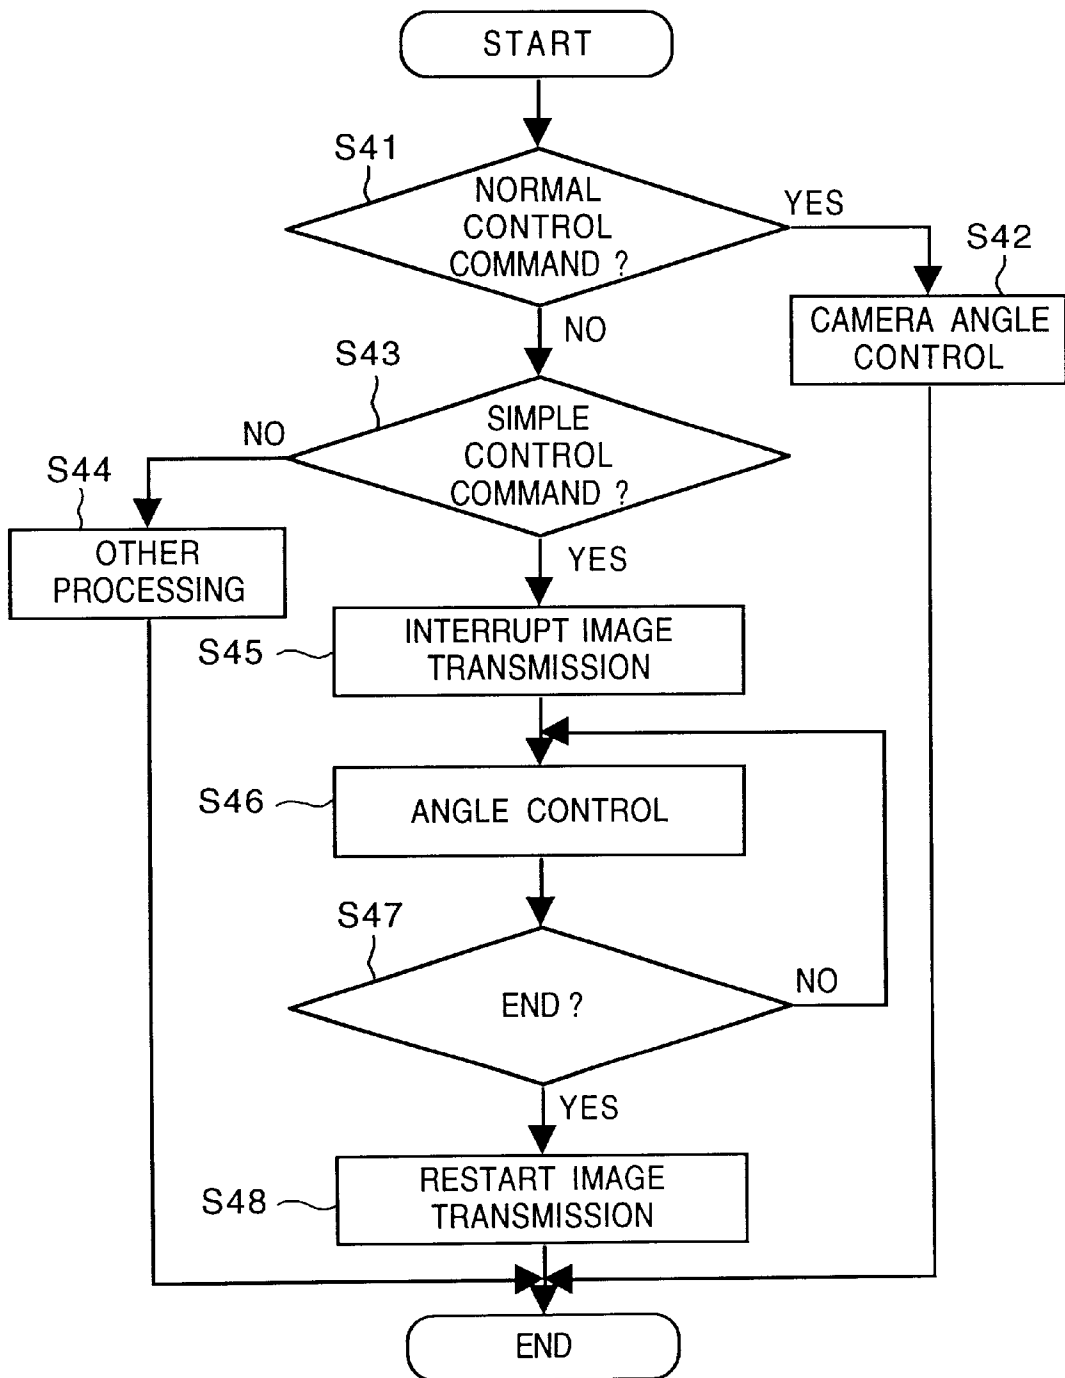 START
S41
NORMAL
CONTROL
COMMAND ?
YES
S42
CAMERA ANGLE
CONTROL
NO
S43
SIMPLE
CONTROL
COMMAND ?
NO
S44
OTHER
PROCESSING
YES
S45
INTERRUPT IMAGE
TRANSMISSION
S46
ANGLE CONTROL
S47
END ?
NO
YES
S48
RESTART IMAGE
TRANSMISSION
END